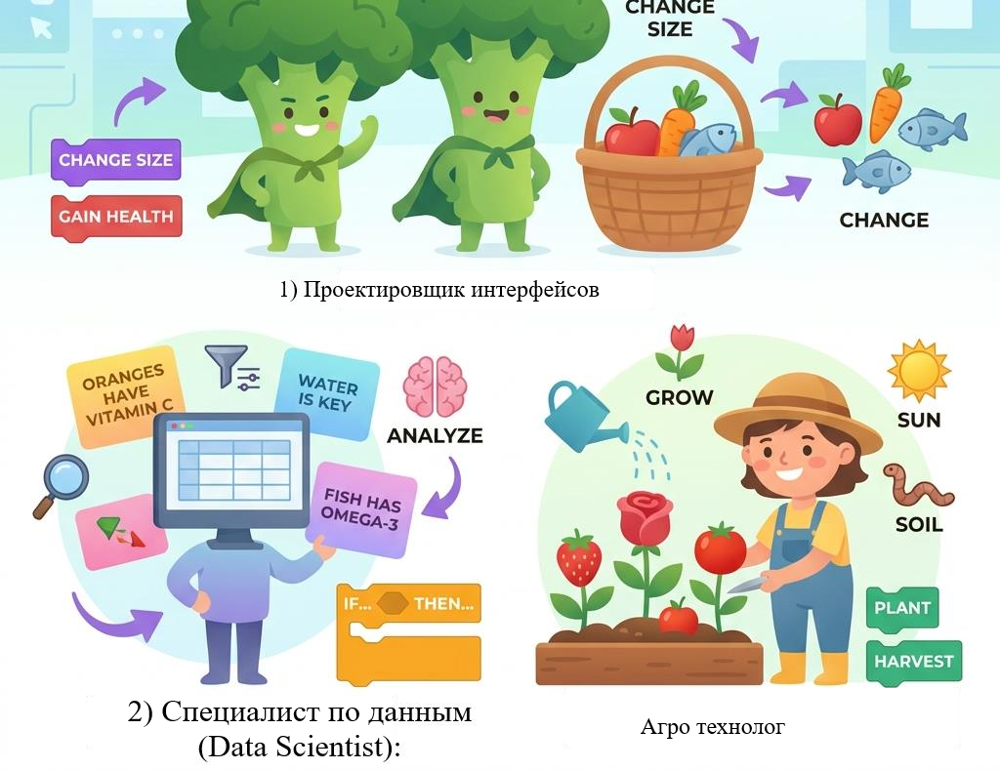 CHANGE
SIZE
CHANGE SIZE
GAIN HEALTH
CHANGE
1) Проектировщик интерфейсов
ORANGES
HAVE
VITAMIN C
WATER
IS KEY
ANALYZE
FISH HAS
OMEGA-3
IF... THEN...
2) Специалист по данным
(Data Scientist):
GROW
SUN
SOIL
PLANT
HARVEST
Агро технолог